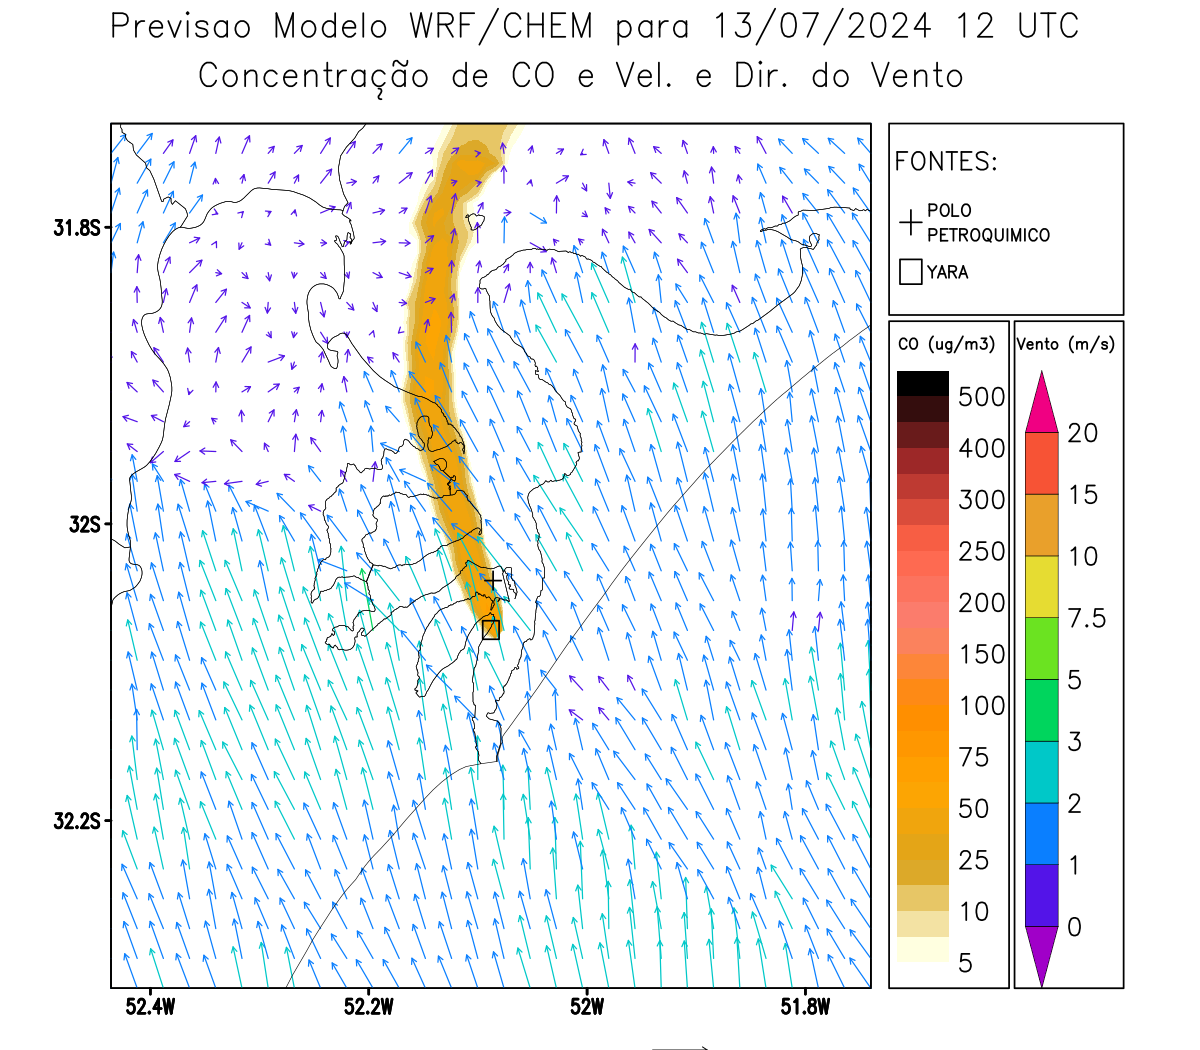 Previsao Modelo WRF/CHEM para 13/07/2024 12 UTC
Concentração de CO e Vel. e Dir. do Vento
FONTES:
POLO
PETROQUIMICO
YARA
CO (ug/m3)
500
400
300
250
200
150
100
75
50
25
10
5
Vento (m/s)
20
15
10
7.5
5
3
2
1
0
31.8S
32S
32.2S
52.4W
52.2W
52W
51.8W